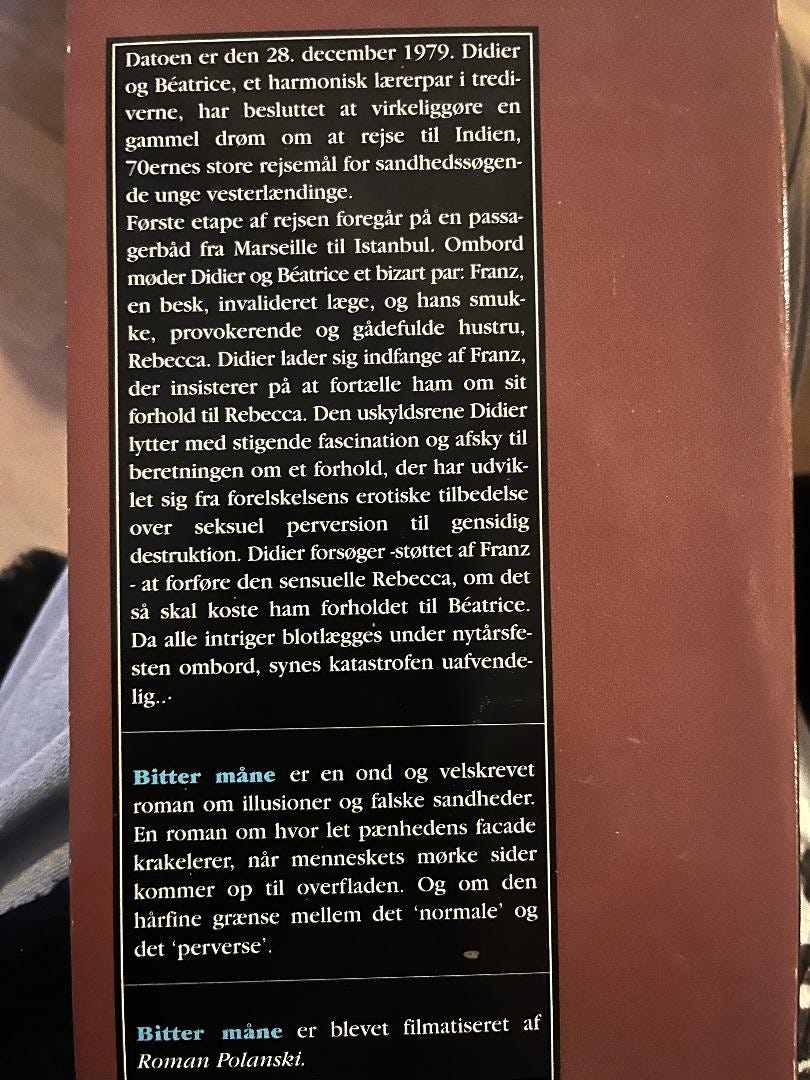 Datoen er den 28. december 1979. Didier
og Béatrice, et harmonisk lærerpar i tredi-
verne, har besluttet at virkeliggøre en
gammel drøm om at rejse til Indien,
70ernes store rejsemål for sandhedssøgen-
de unge vesterlændinge.
Første etape af rejsen foregår på en passa-
gerbåd fra Marseille til Istanbul. Ombord
møder Didier og Béatrice et bizart par: Franz,
en besk, invalideret læge, og hans smuk-
ke, provokerende og gådefulde hustru,
Rebecca. Didier lader sig indfange af Franz,
der insisterer på at fortælle ham om sit
forhold til Rebecca. Den uskyldsrene Didier
lytter med stigende fascination og afsky til
beretningen om et forhold, der har udvik-
let sig fra forelskelsens erotiske tilbedelse
over seksuel perversion til gensidig
destruktion. Didier forsøger -støttet af Franz
- at forføre den sensuelle Rebecca, om det
så skal koste ham forholdet til Béatrice.
Da alle intriger blotlægges under nytårsfe-
sten ombord, synes katastrofen uafvende-
lig...
Bitter måne er en ond og velskrevet
roman om illusioner og falske sandheder.
En roman om hvor let pænhedens facade
krakelerer, når menneskets mørke sider
kommer op til overfladen. Og om den
hårfine grænse mellem det ‘normale’ og
det ‘perverse’.
Bitter måne er blevet filmatiseret af
Roman Polanski.